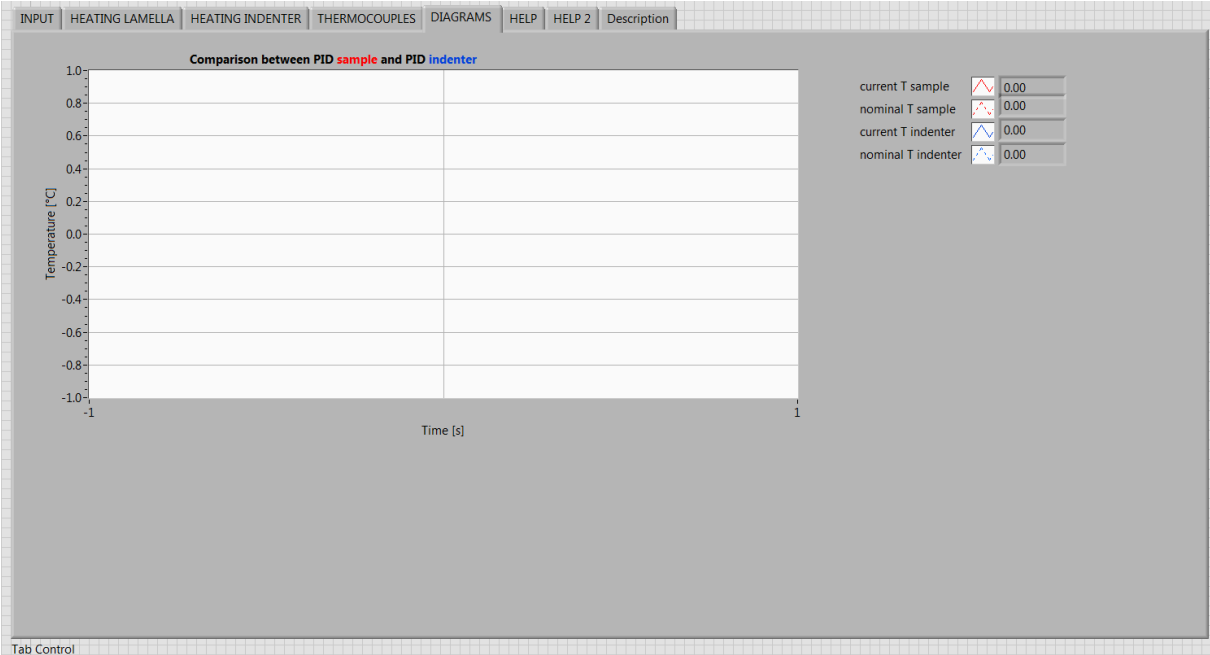 INPUT HEATING LAMELLA HEATING INDENTER THERMOCOUPLES DIAGRAMS HELP HELP 2 Description
Comparison between PID sample and PID indenter
1.0
0.8
0.6
0.4
0.2
0.0
-0.2
-0.4
-0.6
-0.8
-1.0
Temperature [°C]
-1 1
Time [s]
current T sample 0.00
nominal T sample 0.00
current T indenter 0.00
nominal T indenter 0.00
Tab Control